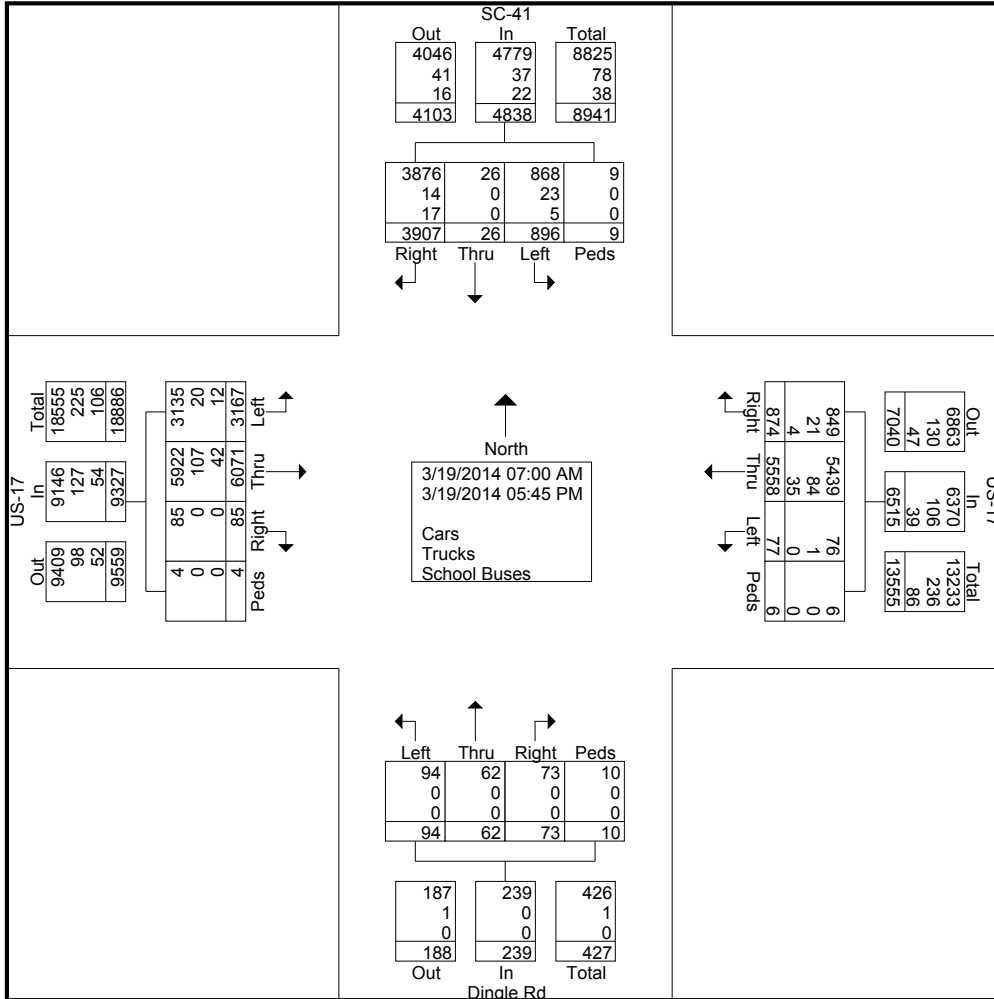 SC-41
Out In Total
4046 4779 8825
41 37 78
16 22 38
4103 4838 8941
3876 26 868 9
14 0 23 0
17 0 5 0
3907 26 896 9
Right Thru Left Peds
US-17
Total In Out
18555 9146 9409
225 127 98
106 54 52
18886 9327 9559
3135 5922 85 4
20 107 0 0
12 42 0 0
3167 6071 85 4
Left Thru Right Peds
North
3/19/2014 07:00 AM
3/19/2014 05:45 PM
Cars
Trucks
School Buses
Right Thru Left Peds
849 5439 76 6
21 84 1 0
4 35 0 0
874 5558 77 6
US-17
Out In Total
6863 6370 13233
130 106 236
47 39 86
7040 6515 13555
Left Thru Right Peds
94 62 73 10
0 0 0 0
0 0 0 0
94 62 73 10
187 239 426
1 0 1
0 0 0
188 239 427
Out In Total
Dingle Rd